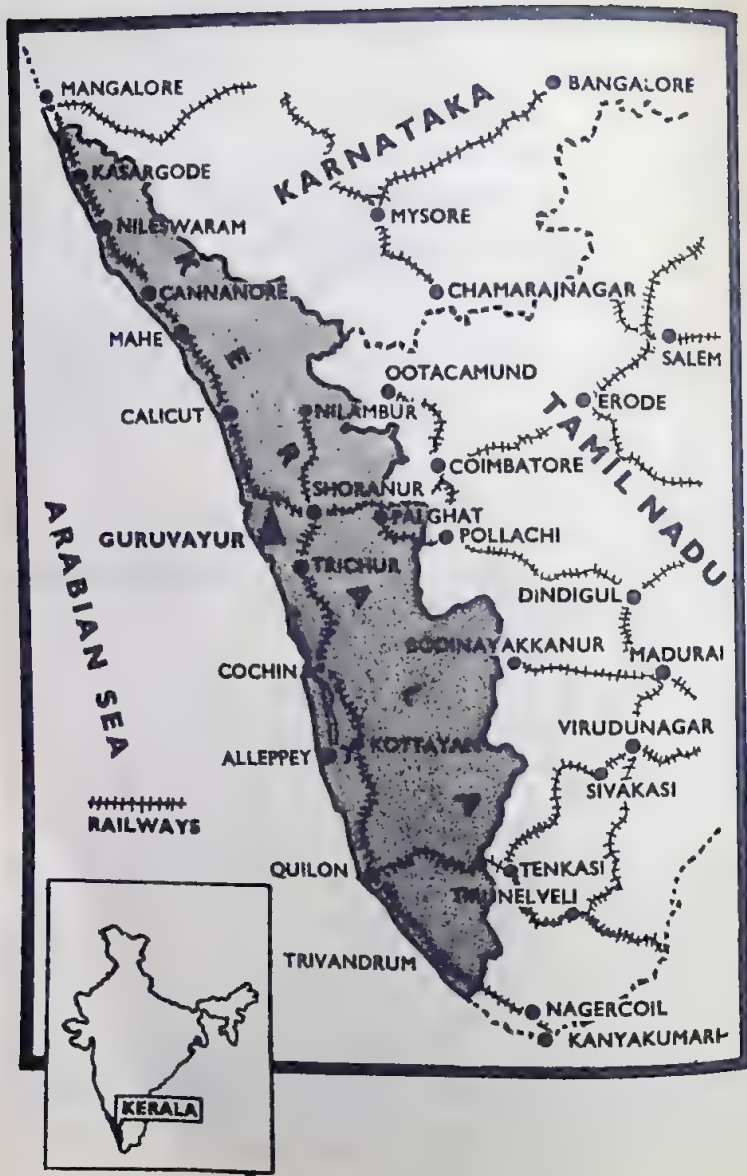 MANGALORE
BANGALORE
KARNATAKA
KASARGODE
MYSORE
NILESWARAM
CANNANORE
CHAMARAJNAGAR
MAHE
SALEM
OOTACAMUND
ERODE
CALICUT
NILAMBUR
TAMIL NADU
COIMBATORE
KERALA
SHORANUR
PALGHAT
GURUVAYUR
POLLACHI
ARABIAN SEA
TRICHUR
DINDIGUL
BODINAYAKKANUR
MADURAI
COCHIN
VIRUDUNAGAR
KOTTAYAN
ALLEPPEY
SIVAKASI
RAILWAYS
QUILON
TENKASI
TIRUNELVELI
TRIVANDRUM
NAGERCOIL
KANYAKUMARI
KERALA